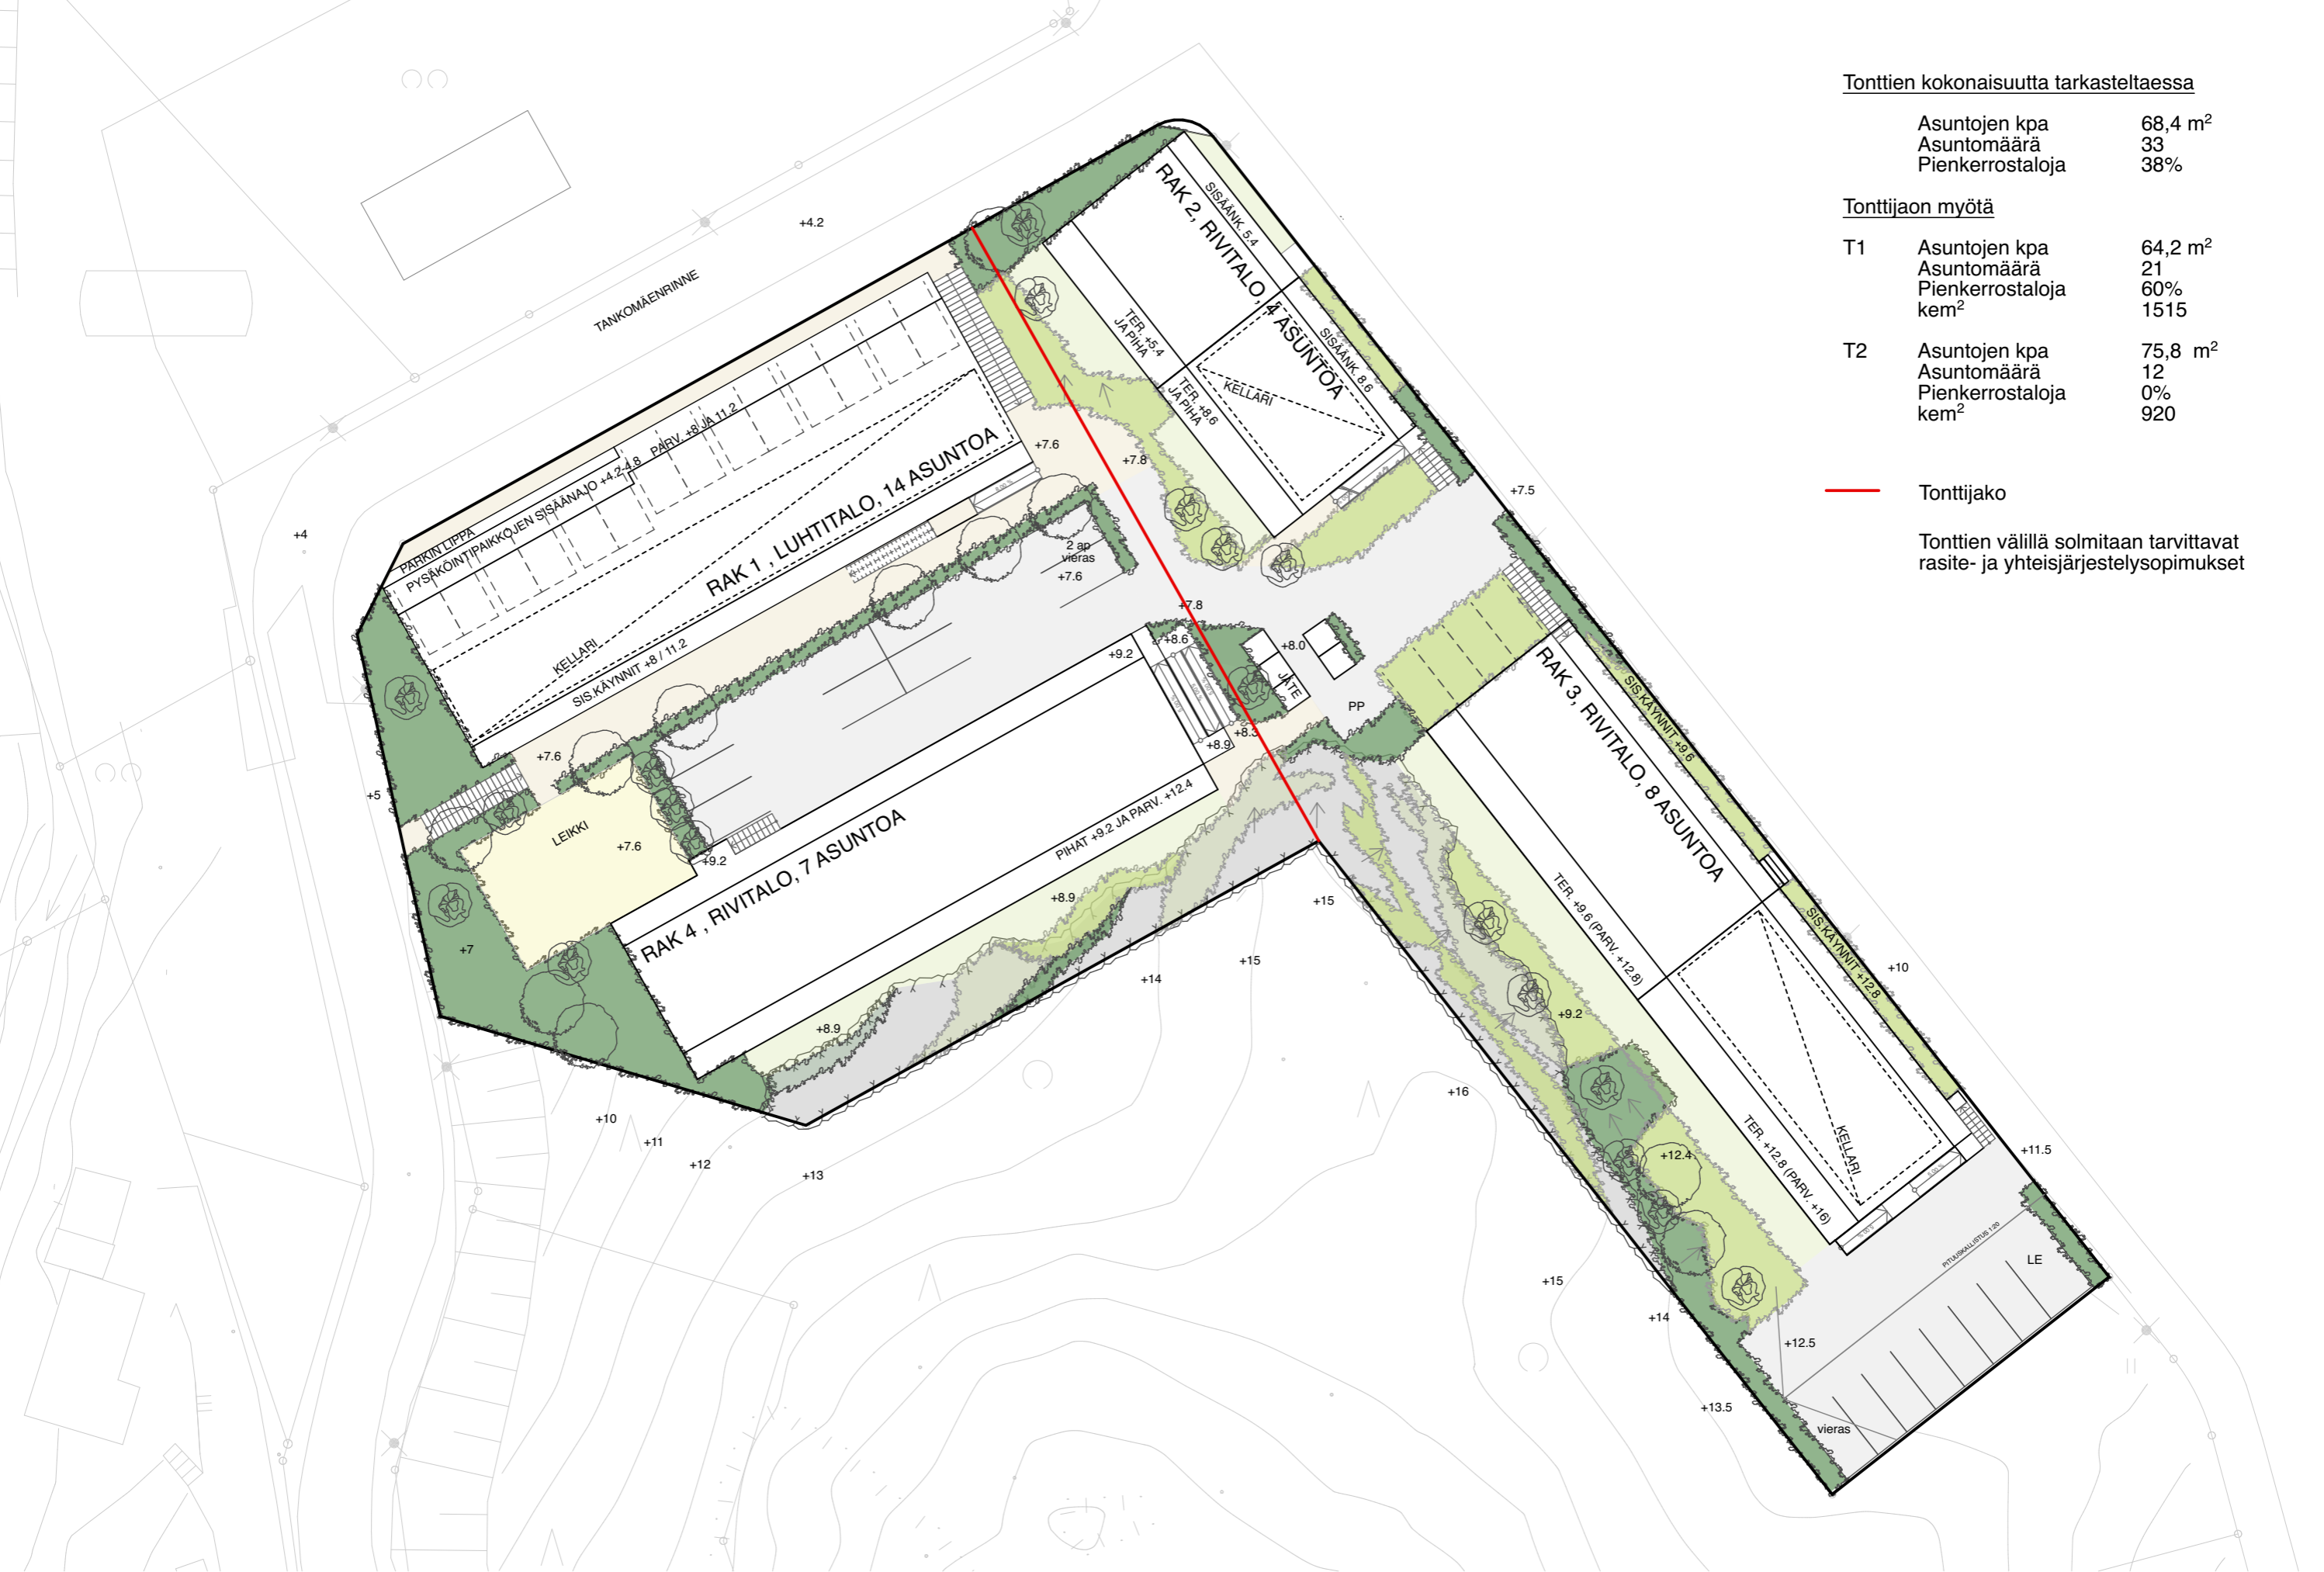 Tonttien kokonaisuutta tarkasteltaessa
Asuntojen kpa 68,4 m²
Asuntomäärä 33
Pienkerrostaloja 38%
Tonttijaon myötä
T1 Asuntojen kpa 64,2 m²
Asuntomäärä 21
Pienkerrostaloja 60%
kem² 1515
T2 Asuntojen kpa 75,8 m²
Asuntomäärä 12
Pienkerrostaloja 0%
kem² 920
Tonttijako
Tonttien välillä solmitaan tarvittavat
rasite- ja yhteisjärjestelysopimukset
+4.2
TANKOMÄENRINNE
+4
+5
PARKIN LIPPA
PYSÄKÖINTIPAIKKOJEN SISÄÄNAJO +4.2-4.8
PARV. +8 JA 11.2
RAK 1 , LUHTITALO, 14 ASUNTOA
KELLARI
SIS.KÄYNNIT +8 / 11.2
RAK 2, RIVITALO, 4 ASUNTOA
SISÄÄNK. 5.4
SISÄÄNK. 8.6
TER. +5.4
JA PIHA
TER. +8.6
JA PIHA
KELLARI
+7.6
+7.8
+7.5
2 ap
vieras
+7.6
+7.8
+8.6
+9.2
+8.0
JÄTE
PP
+8.3
+8.9
+7.6
LEIKKI
+7.6
+9.2
+7
RAK 4 , RIVITALO, 7 ASUNTOA
PIHAT +9.2 JA PARV. +12.4
+8.9
+8.9
RAK 3, RIVITALO, 8 ASUNTOA
SIS.KÄYNNIT +9.6
SIS.KÄYNNIT +12.8
TER. +9.6 (PARV. +12.8)
TER. +12.8 (PARV. +16)
KELLARI
+9.2
+12.4
+10
+11.5
+15
+15
+14
+16
+10
+11
+12
+13
+15
+14
+13.5
+12.5
PITUUSKALLISTUS 1:20
LE
vieras